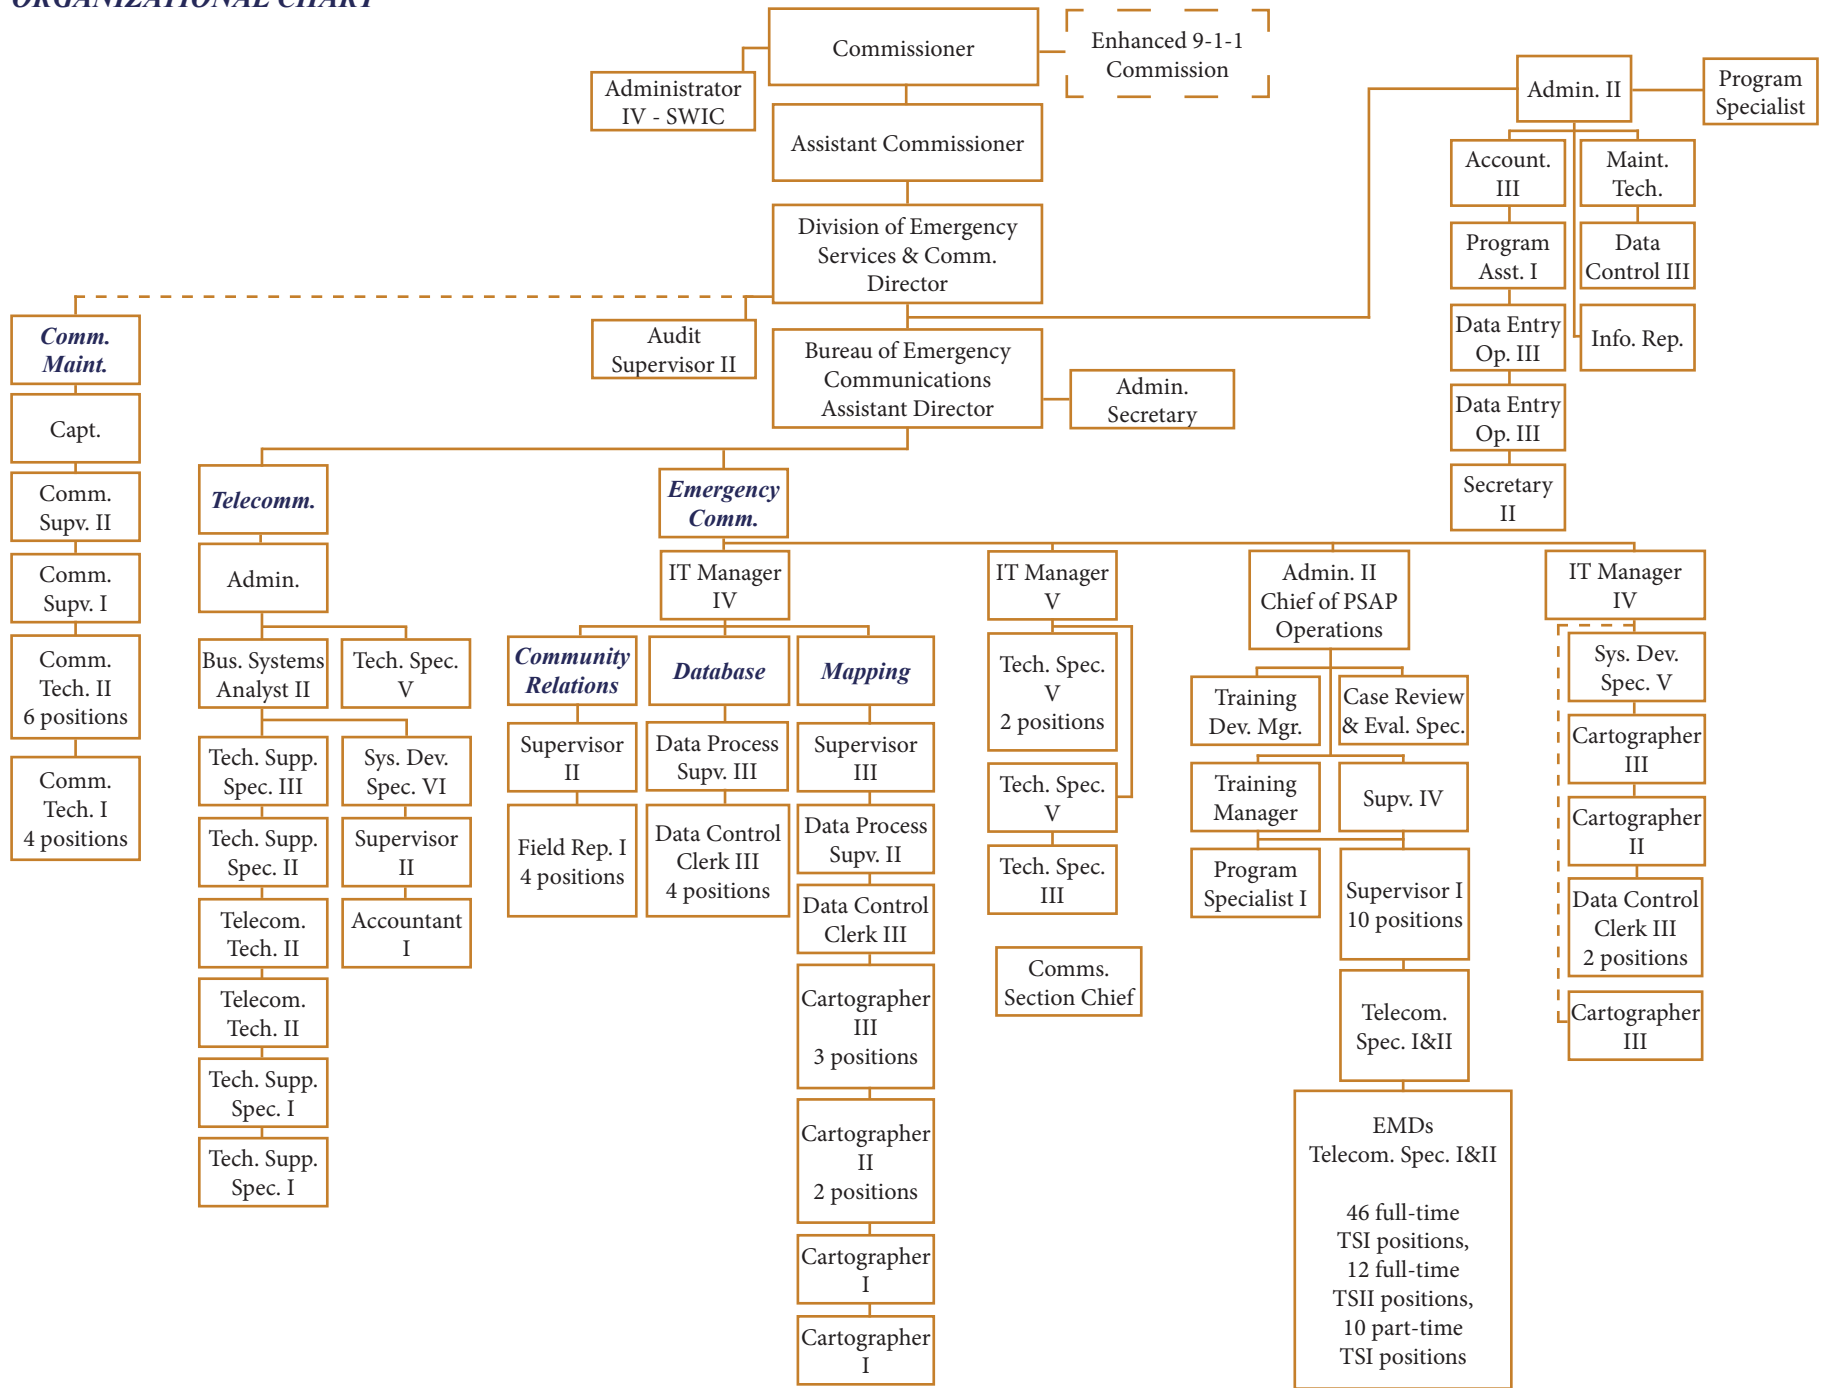 ORGANIZATIONAL CHART
Commissioner
Enhanced 9-1-1
Commission
Administrator
IV - SWIC
Assistant Commissioner
Division of Emergency
Services & Comm.
Director
Audit
Supervisor II
Bureau of Emergency
Communications
Assistant Director
Admin.
Secretary
Admin. II
Program
Specialist
Account.
III
Maint.
Tech.
Program
Asst. I
Data
Control III
Data Entry
Op. III
Info. Rep.
Data Entry
Op. III
Secretary
II
Comm.
Maint.
Capt.
Comm.
Supv. II
Comm.
Supv. I
Comm.
Tech. II
6 positions
Comm.
Tech. I
4 positions
Telecomm.
Admin.
Bus. Systems
Analyst II
Tech. Spec.
V
Tech. Supp.
Spec. III
Sys. Dev.
Spec. VI
Tech. Supp.
Spec. II
Supervisor
II
Telecom.
Tech. II
Accountant
I
Telecom.
Tech. II
Tech. Supp.
Spec. I
Tech. Supp.
Spec. I
Emergency
Comm.
IT Manager
IV
Community
Relations
Supervisor
II
Field Rep. I
4 positions
Database
Data Process
Supv. III
Data Control
Clerk III
4 positions
Mapping
Supervisor
III
Data Process
Supv. II
Data Control
Clerk III
Cartographer
III
3 positions
Cartographer
II
2 positions
Cartographer
I
Cartographer
I
IT Manager
V
Tech. Spec.
V
2 positions
Tech. Spec.
V
Tech. Spec.
III
Comms.
Section Chief
Admin. II
Chief of PSAP
Operations
Training
Dev. Mgr.
Case Review
& Eval. Spec.
Training
Manager
Supv. IV
Program
Specialist I
Supervisor I
10 positions
Telecom.
Spec. I&II
EMDs
Telecom. Spec. I&II
46 full-time
TSI positions,
12 full-time
TSII positions,
10 part-time
TSI positions
IT Manager
IV
Sys. Dev.
Spec. V
Cartographer
III
Cartographer
II
Data Control
Clerk III
2 positions
Cartographer
III